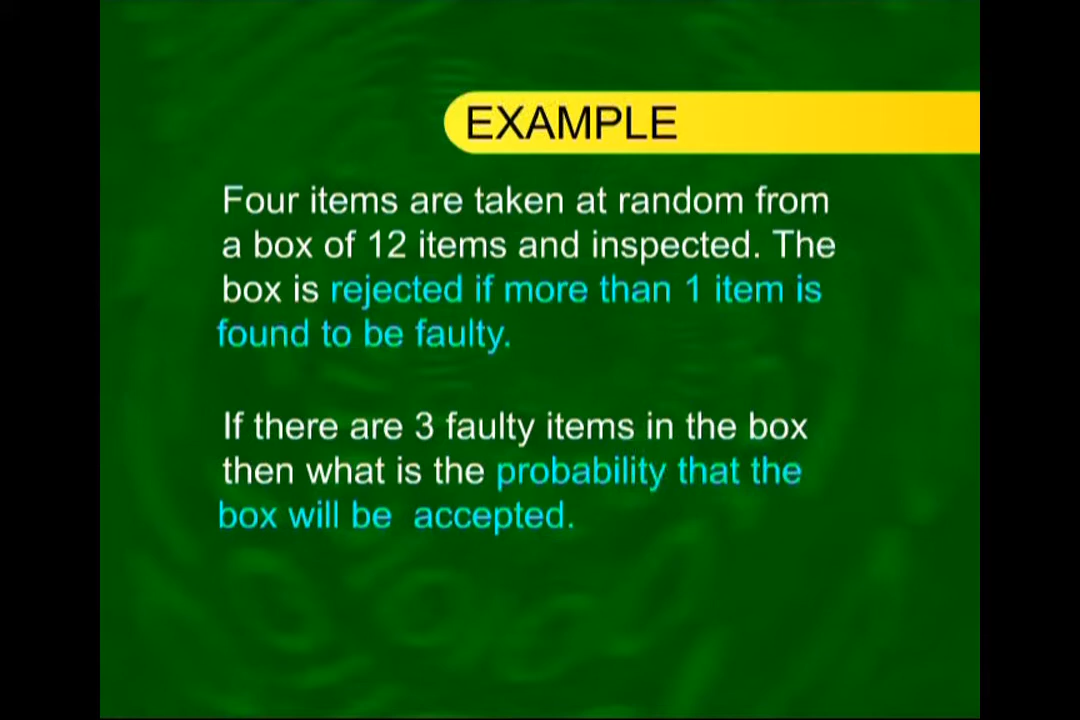 EXAMPLE
Four items are taken at random from
a box of 12 items and inspected. The
box is rejected if more than 1 item is
found to be faulty.
If there are 3 faulty items in the box
then what is the probability that the
box will be accepted.